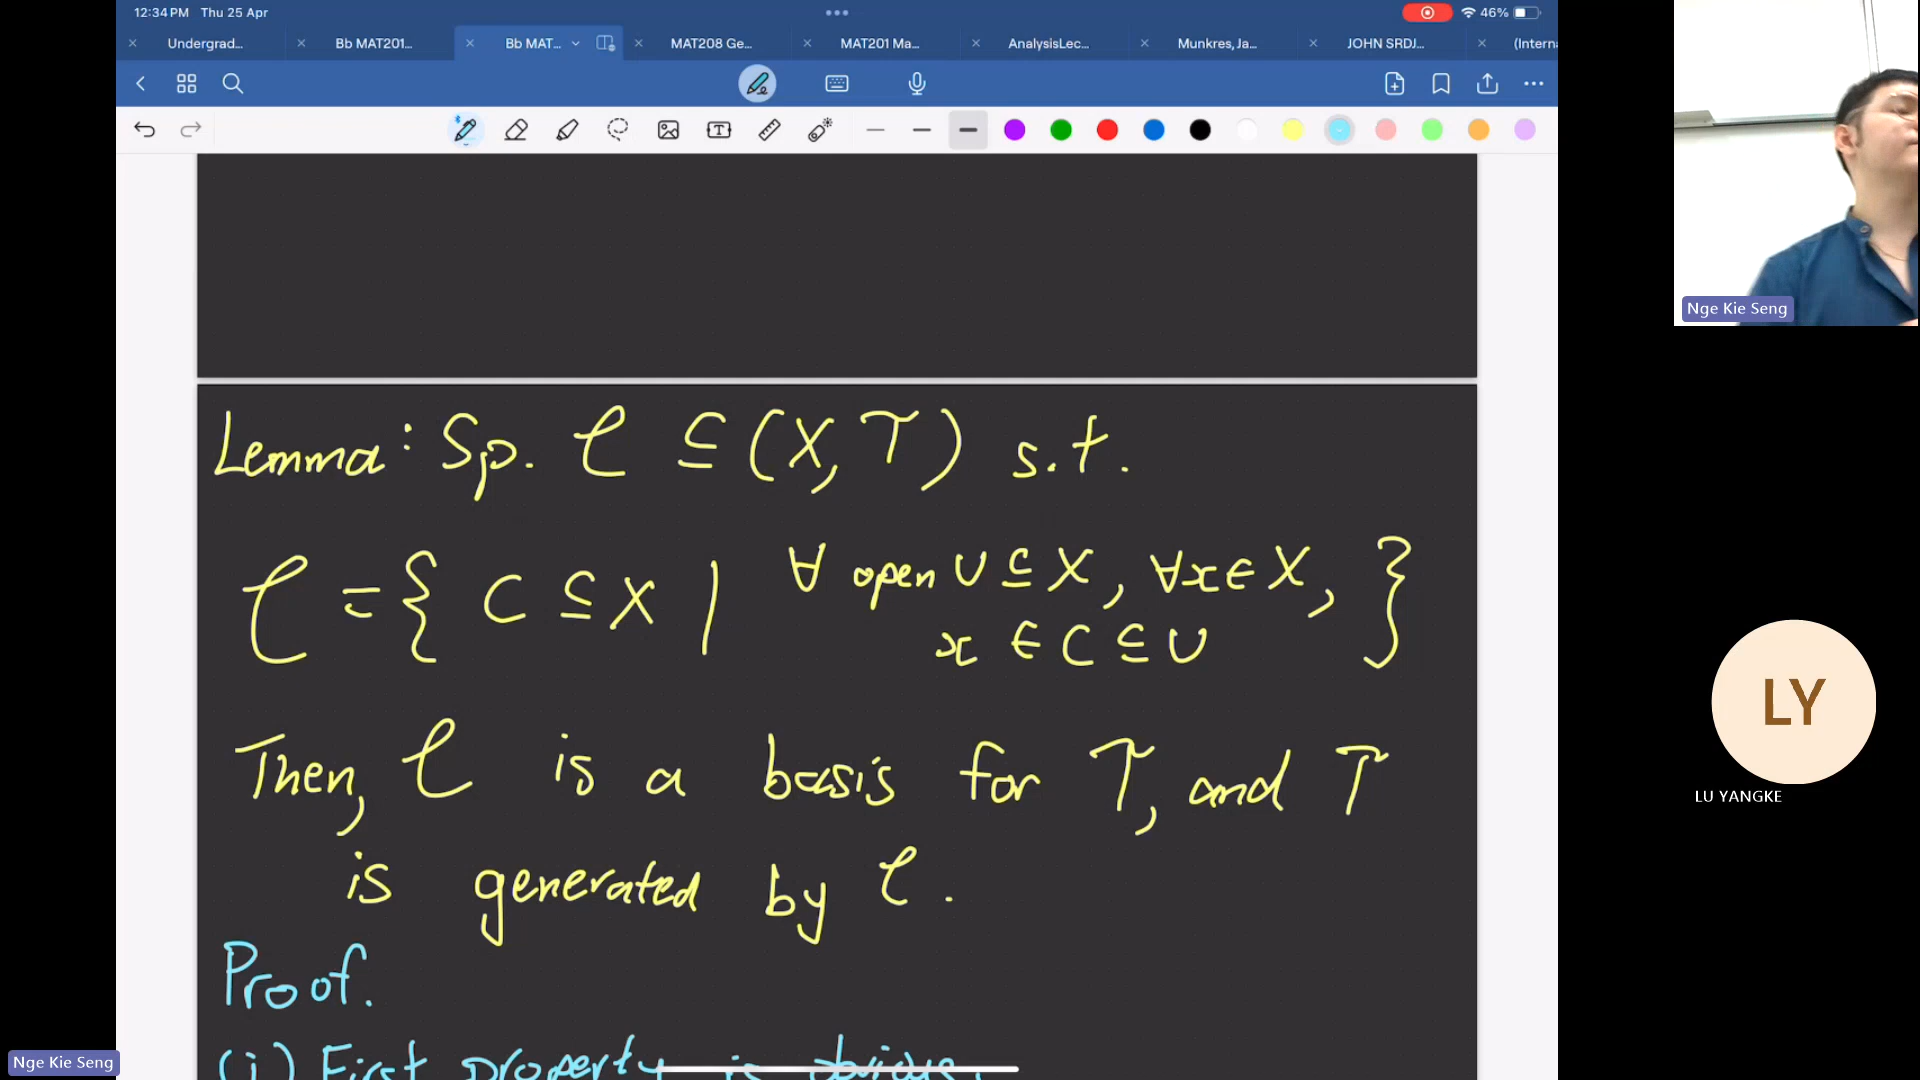 12:34 PM Thu 25 Apr
46%
Undergrad...
Bb MAT201...
Bb MAT...
MAT208 Ge...
MAT201 Ma...
AnalysisLec...
Munkres, Ja...
JOHN SRDJ...
(Intern
Lemma: Sp. 𝒞 ⊆ (X, T) s.t.
𝒞 = { C ⊆ X | ∀ open U ⊆ X, ∀x ∈ X, }
x ∈ C ⊆ U
Then, 𝒞 is a basis for T, and T
is generated by 𝒞.
Proof.
(i) First property is obvious.
Nge Kie Seng
LY
LU YANGKE
Nge Kie Seng